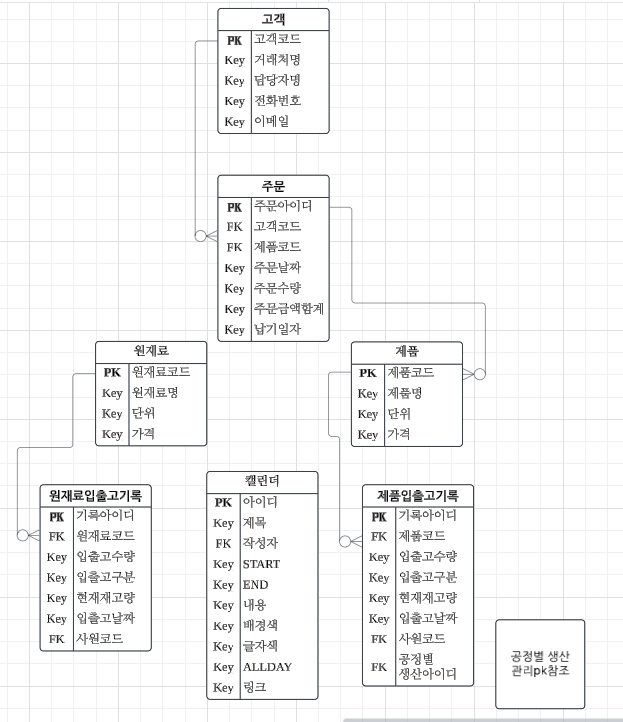 고객
PK 고객코드
Key 거래처명
Key 담당자명
Key 전화번호
Key 이메일
주문
PK 주문아이디
FK 고객코드
FK 제품코드
Key 주문날짜
Key 주문수량
Key 주문금액합계
Key 납기일자
원재료
PK 원재료코드
Key 원재료명
Key 단위
Key 가격
제품
PK 제품코드
Key 제품명
Key 단위
Key 가격
원재료입출고기록
PK 기록아이디
FK 원재료코드
Key 입출고수량
Key 입출고구분
Key 현재재고량
Key 입출고날짜
FK 사원코드
캘린더
PK 아이디
Key 제목
FK 작성자
Key START
Key END
Key 내용
Key 배경색
Key 글자색
Key ALLDAY
Key 링크
제품입출고기록
PK 기록아이디
FK 제품코드
Key 입출고수량
Key 입출고구분
Key 현재재고량
Key 입출고날짜
FK 사원코드
FK 공정별
생산아이디
공정별 생산
관리pk참조